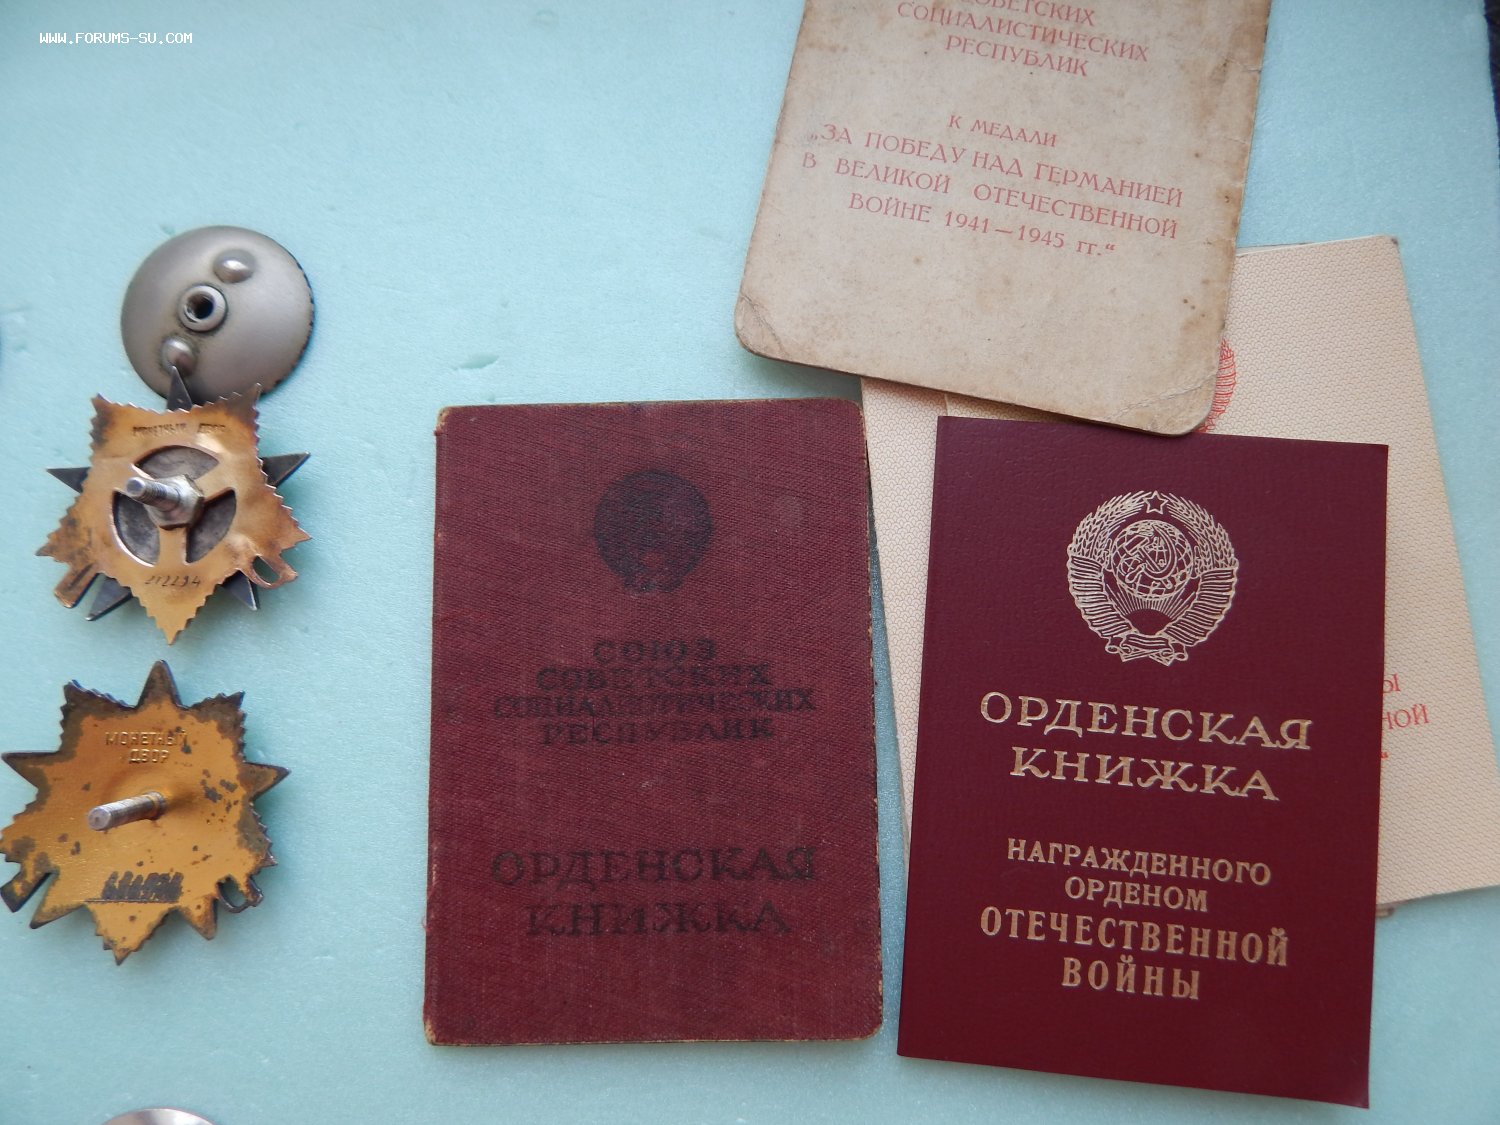 WWW.FORUMS-SU.COM
СОВЕТСКИХ
СОЦИАЛИСТИЧЕСКИХ
РЕСПУБЛИК
К МЕДАЛИ
„ЗА ПОБЕДУ НАД ГЕРМАНИЕЙ
В ВЕЛИКОЙ ОТЕЧЕСТВЕННОЙ
ВОЙНЕ 1941—1945 гг.“
МОНЕТНЫЙ ДВОР
МОНЕТНЫЙ
ДВОР
СОЮЗ
СОВЕТСКИХ
СОЦИАЛИСТИЧЕСКИХ
РЕСПУБЛИК
ОРДЕНСКАЯ
КНИЖКА
ОРДЕНСКАЯ
КНИЖКА
НАГРАЖДЕННОГО
ОРДЕНОМ
ОТЕЧЕСТВЕННОЙ
ВОЙНЫ